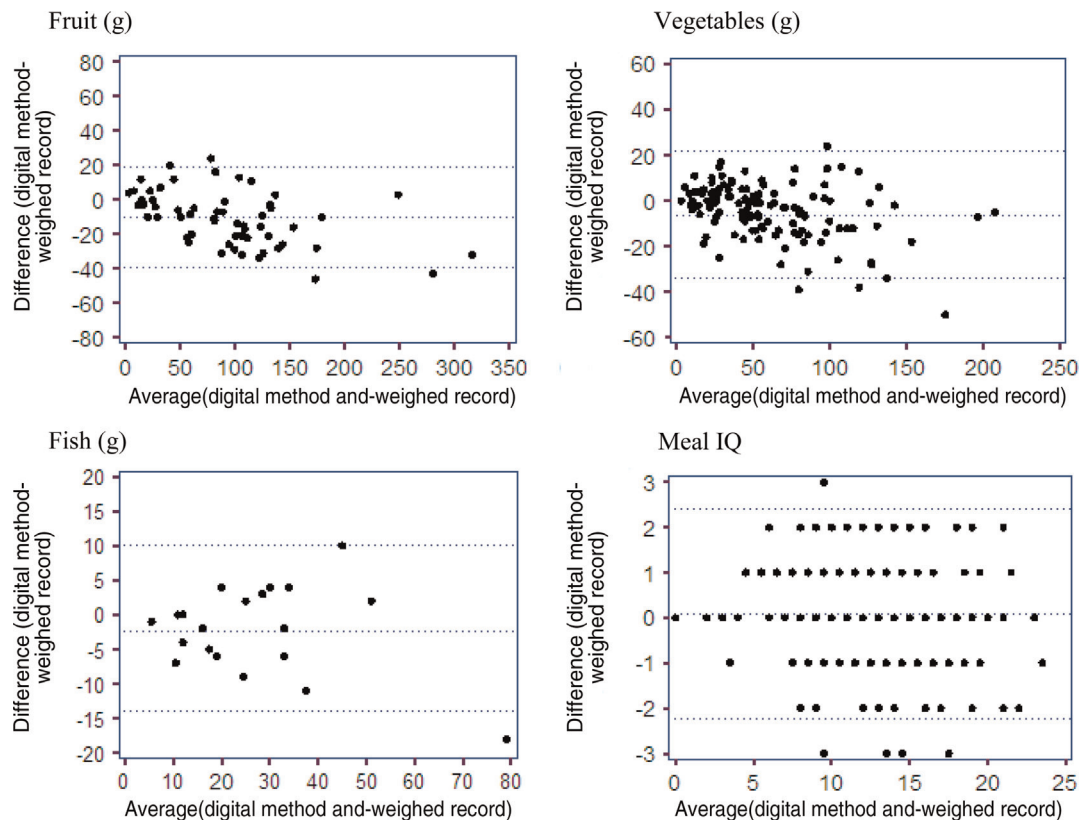 Fruit (g)
Difference (digital method-
weighed record)
80
60
40
20
0
-20
-40
-60
-80
0 50 100 150 200 250 300 350
Average(digital method and-weighed record)
Vegetables (g)
Difference (digital method-
weighed record)
60
40
20
0
-20
-40
-60
0 50 100 150 200 250
Average(digital method and-weighed record)
Fish (g)
Difference (digital method-
weighed record)
20
15
10
5
0
-5
-10
-15
-20
0 10 20 30 40 50 60 70 80
Average(digital method and-weighed record)
Meal IQ
Difference (digital method-
weighed record)
3
2
1
0
-1
-2
-3
0 5 10 15 20 25
Average(digital method and-weighed record)